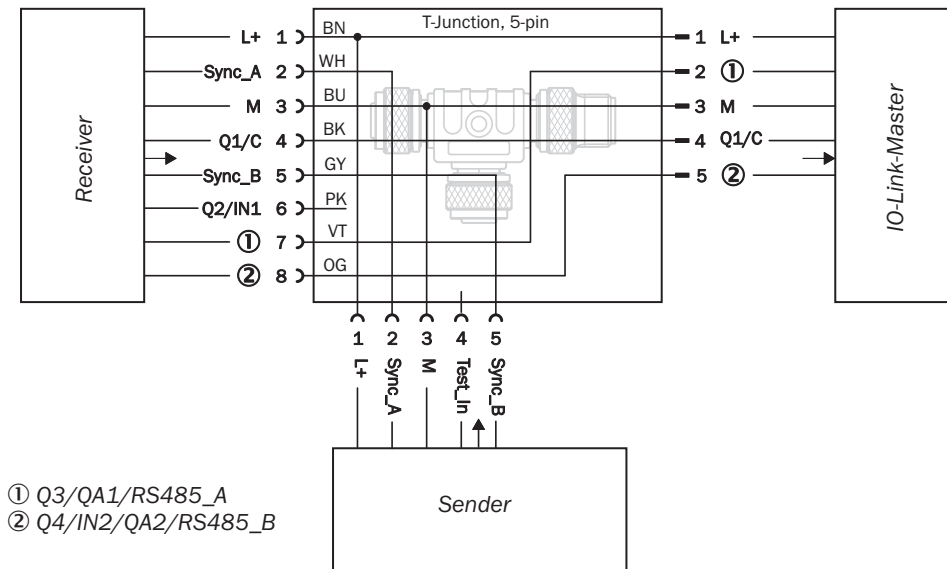 T-Junction, 5-pin
Receiver
L+ 1 BN
Sync_A 2 WH
M 3 BU
Q1/C 4 BK
Sync_B 5 GY
Q2/IN1 6 PK
① 7 VT
② 8 OG
1 L+
2 ①
3 M
4 Q1/C
5 ②
IO-Link-Master
1 2 3 4 5
L+
Sync_A
M
Test_In
Sync_B
Sender
① Q3/QA1/RS485_A
② Q4/IN2/QA2/RS485_B